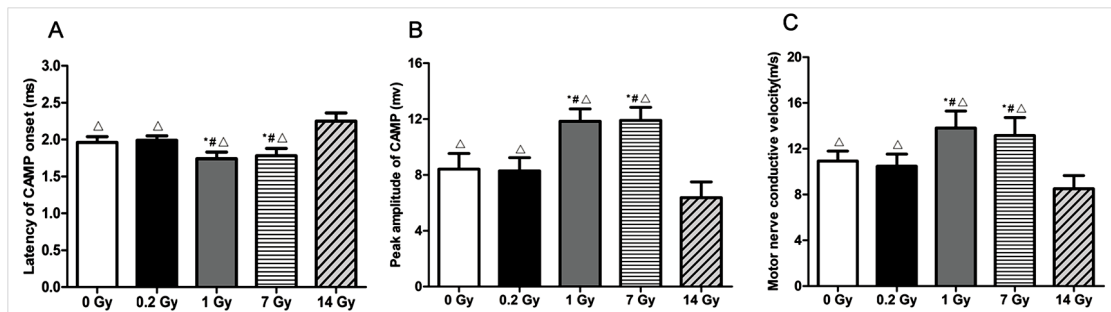 A
Latency of CAMP onset (ms)
3.0
2.5
2.0
1.5
1.0
0.5
0.0
△
△
*#△
*#△
0 Gy
0.2 Gy
1 Gy
7 Gy
14 Gy
B
Peak amplitude of CAMP (mv)
16
12
8
4
0
△
△
*#△
*#△
0 Gy
0.2 Gy
1 Gy
7 Gy
14 Gy
C
Motor nerve conductive velocity(m/s)
20
16
12
8
4
0
△
△
*#△
*#△
0 Gy
0.2 Gy
1 Gy
7 Gy
14 Gy